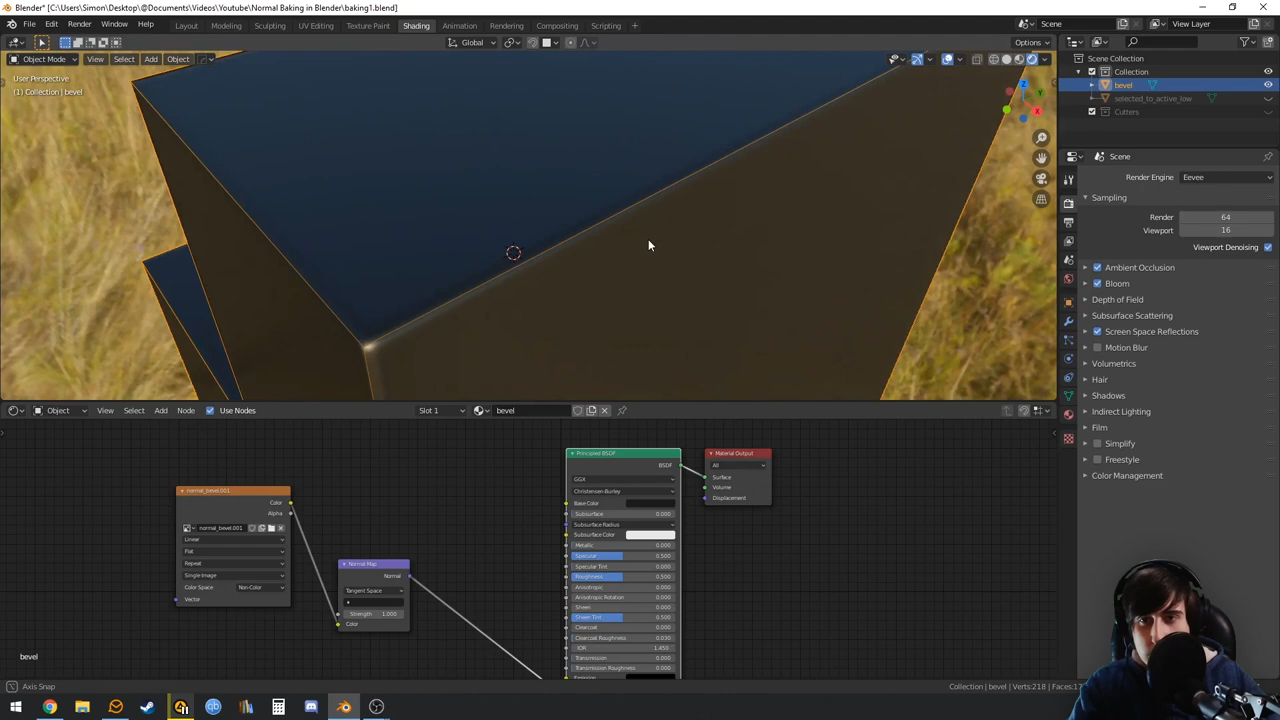 Blender* [C:\Users\Simon\Desktop\@Documents\Videos\Youtube\Normal Baking in Blender\baking1.blend]
File Edit Render Window Help Layout Modeling Sculpting UV Editing Texture Paint Shading Animation Rendering Compositing Scripting + Scene View Layer
Global Options
Object Mode View Select Add Object
User Perspective
(1) Collection | bevel
Z
Y
X
Scene Collection
Collection
bevel
selected_to_active_low
Cutters
Scene
Render Engine Eevee
Sampling
Render 64
Viewport 16
Viewport Denoising
Ambient Occlusion
Bloom
Depth of Field
Subsurface Scattering
Screen Space Reflections
Motion Blur
Volumetrics
Hair
Shadows
Indirect Lighting
Film
Simplify
Freestyle
Color Management
Object View Select Add Node Use Nodes Slot 1 bevel
normal_bevel.001
Color
Alpha
normal_bevel.001
Linear
Flat
Repeat
Single Image
Color Space Non-Color
Vector
Normal Map
Normal
Tangent Space
Strength 1.000
Color
Principled BSDF
BSDF
GGX
Christensen-Burley
Base Color
Subsurface 0.000
Subsurface Radius
Subsurface Color
Metallic 0.000
Specular 0.500
Specular Tint 0.000
Roughness 0.500
Anisotropic 0.000
Anisotropic Rotation 0.000
Sheen 0.000
Sheen Tint 0.500
Clearcoat 0.000
Clearcoat Roughness 0.030
IOR 1.450
Transmission 0.000
Transmission Roughness 0.000
Emission
Material Output
All
Surface
Volume
Displacement
bevel
Axis Snap
Collection | bevel | Verts:218 | Faces:17